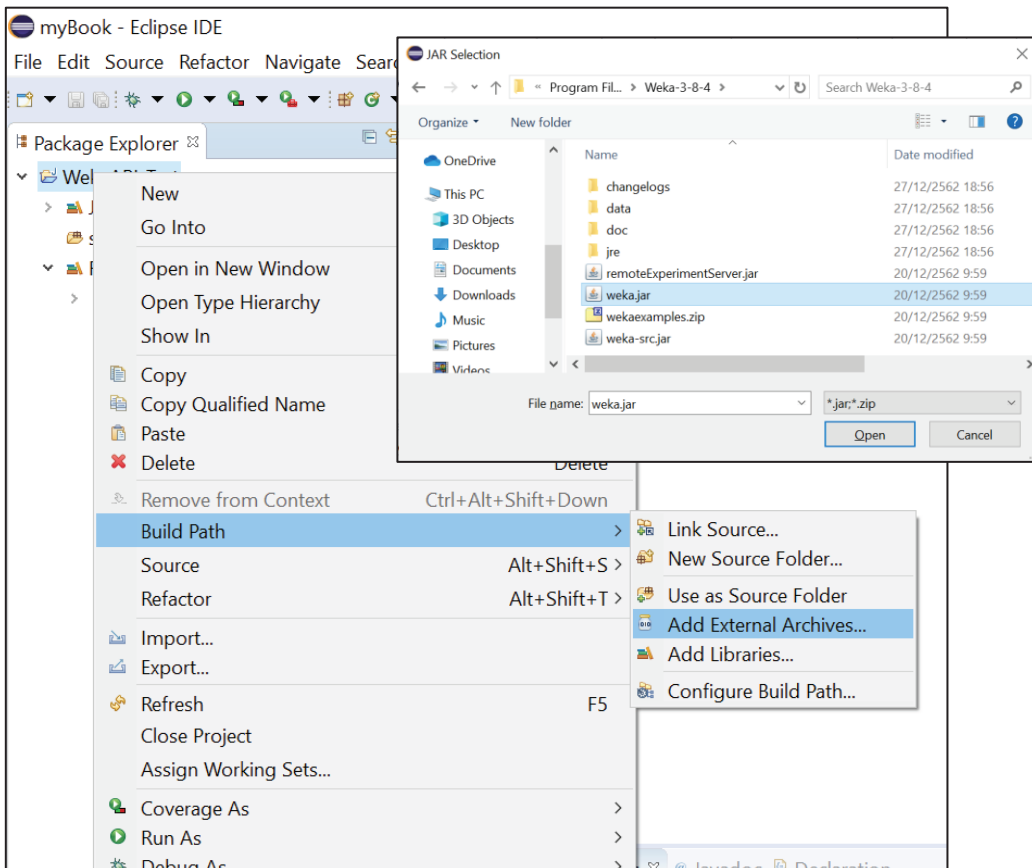 myBook - Eclipse IDE
File Edit Source Refactor Navigate
Package Explorer
New
Go Into
Open in New Window
Open Type Hierarchy
Show In
Copy
Copy Qualified Name
Paste
Delete Delete
Remove from Context Ctrl+Alt+Shift+Down
Build Path
Source Alt+Shift+S
Refactor Alt+Shift+T
Import...
Export...
Refresh F5
Close Project
Assign Working Sets...
Coverage As
Run As
Debug As
Link Source...
New Source Folder...
Use as Source Folder
Add External Archives...
Add Libraries...
Configure Build Path...
Javadoc Declaration
JAR Selection
« Program Fil... > Weka-3-8-4 > Search Weka-3-8-4
Organize New folder
OneDrive
This PC
3D Objects
Desktop
Documents
Downloads
Music
Pictures
Videos
Name Date modified
changelogs 27/12/2562 18:56
data 27/12/2562 18:56
doc 27/12/2562 18:56
jre 27/12/2562 18:56
remoteExperimentServer.jar 20/12/2562 9:59
weka.jar 20/12/2562 9:59
wekaexamples.zip 20/12/2562 9:59
weka-src.jar 20/12/2562 9:59
File name: weka.jar *.jar;*.zip
Open Cancel